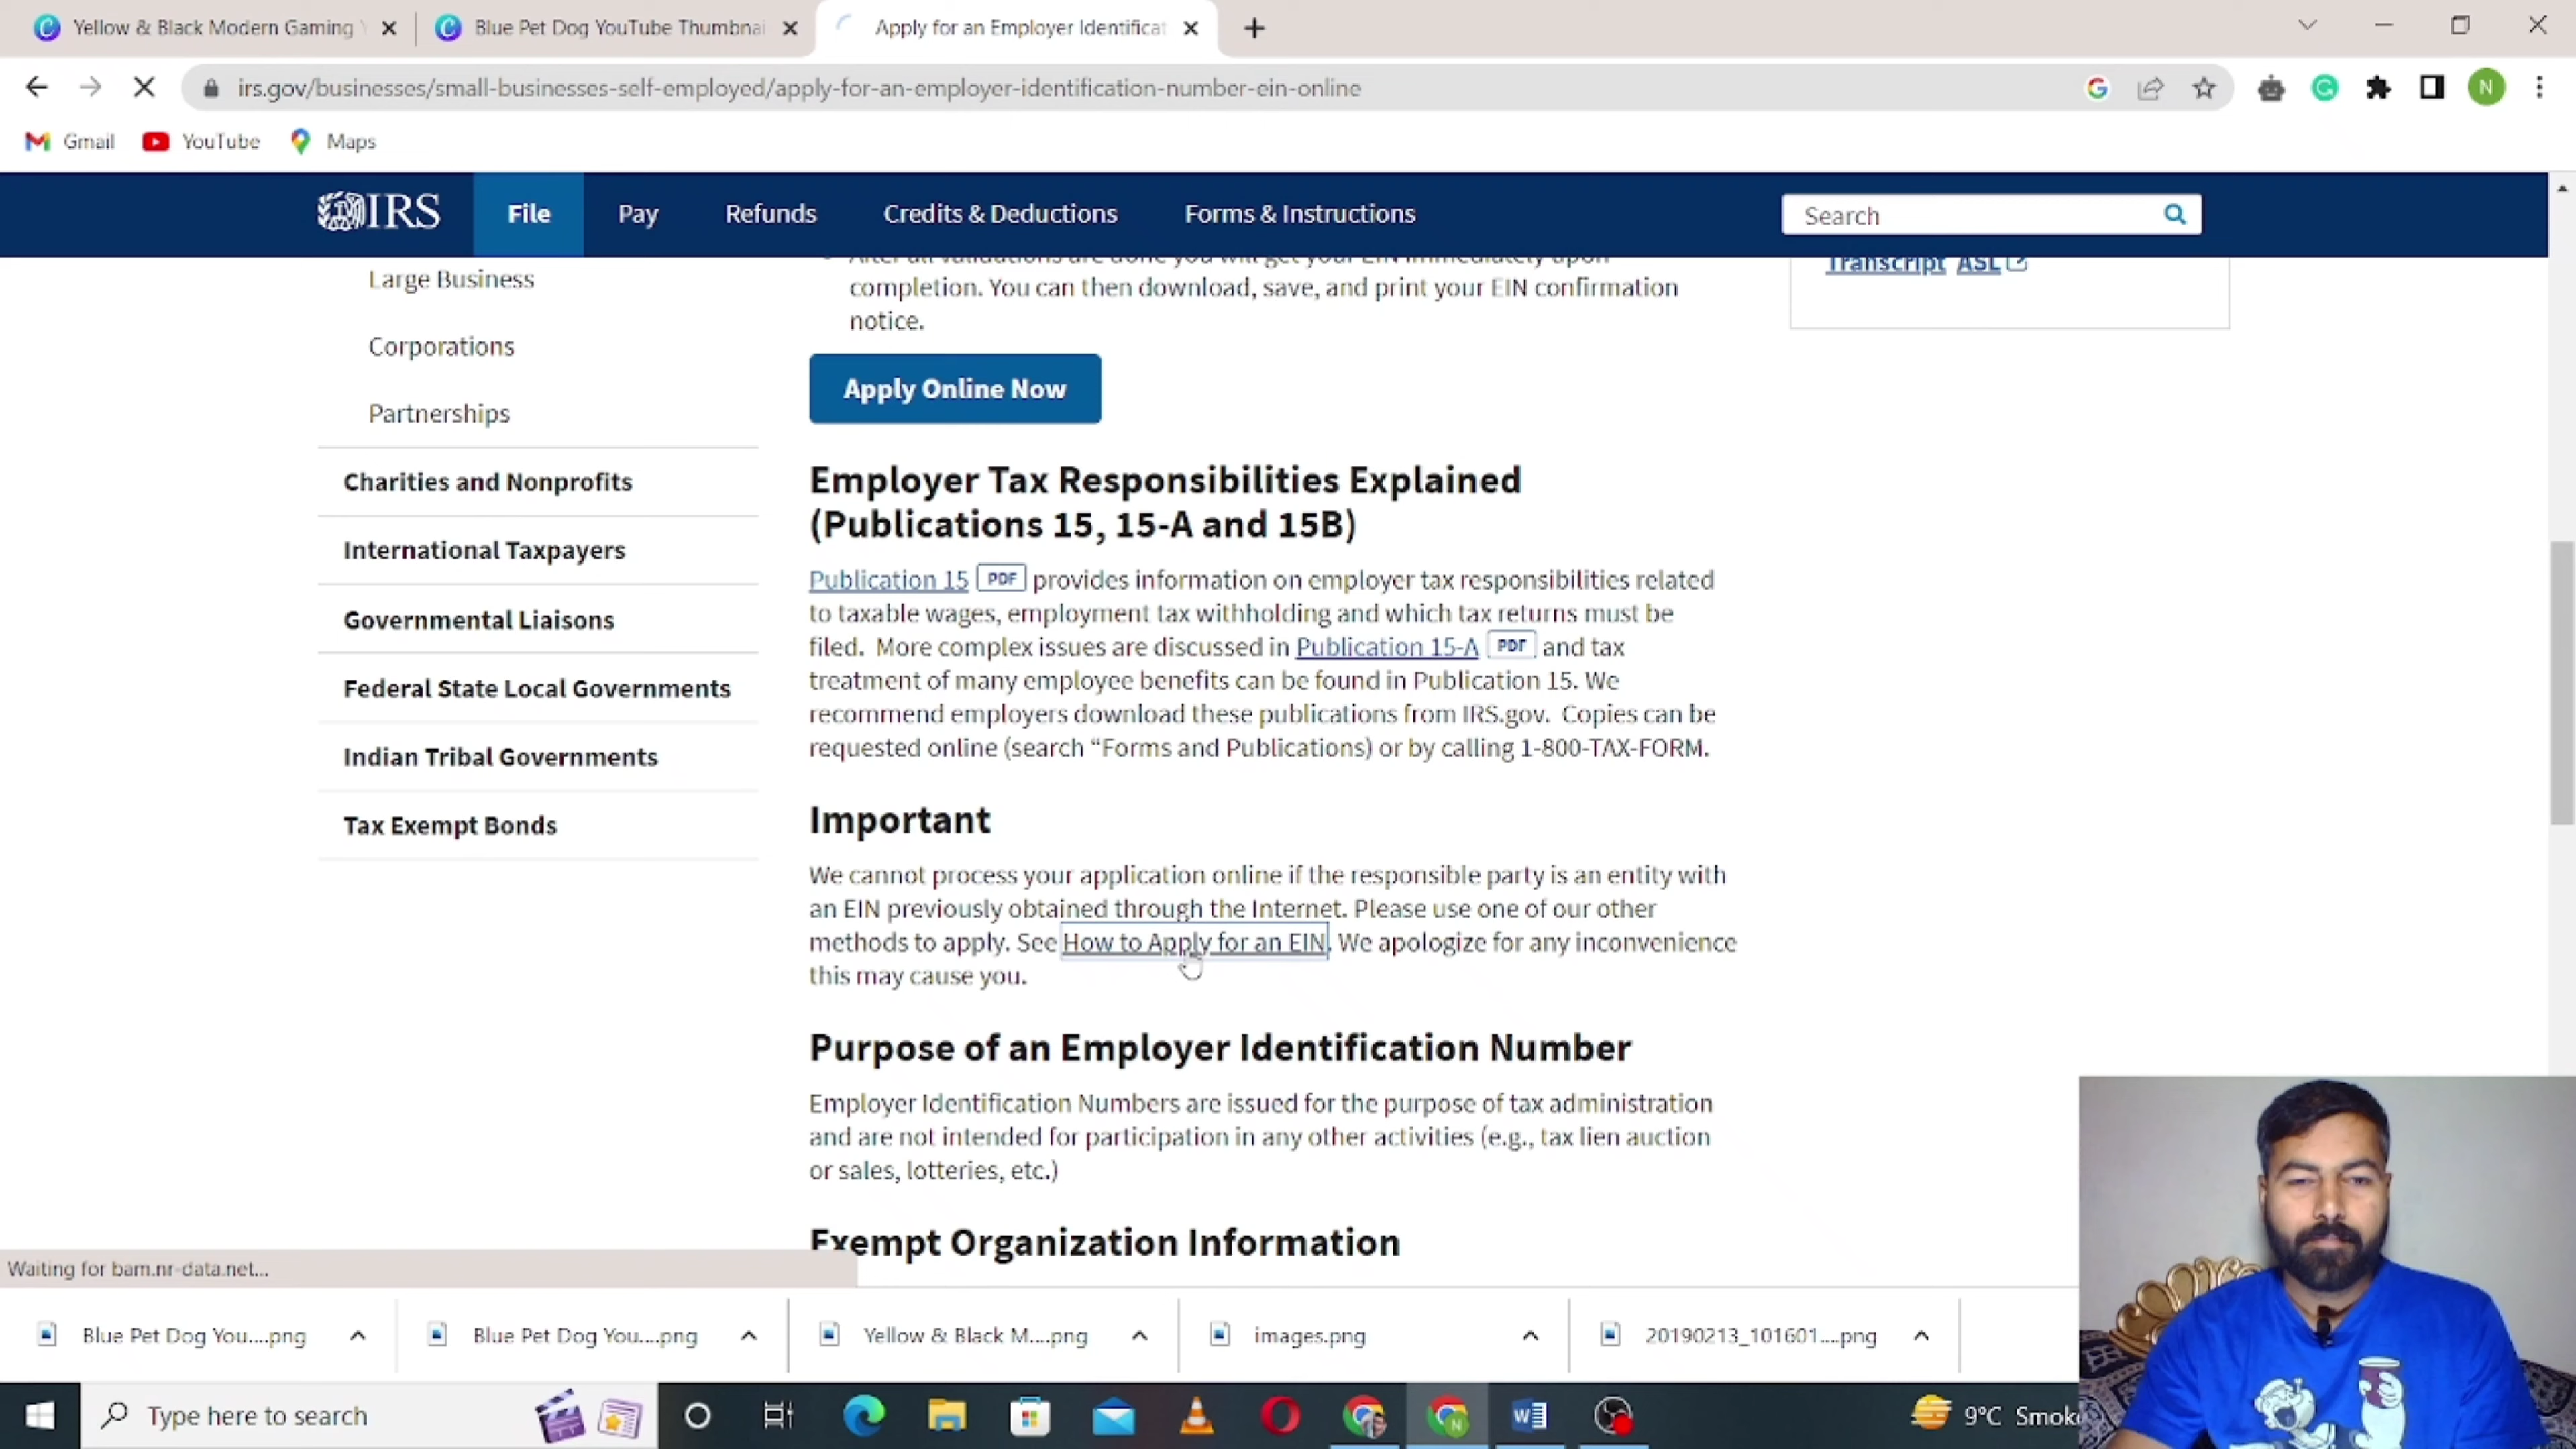 Yellow & Black Modern Gaming Y
Blue Pet Dog YouTube Thumbnai
Apply for an Employer Identificat
irs.gov/businesses/small-businesses-self-employed/apply-for-an-employer-identification-number-ein-online
N
Gmail
YouTube
Maps
IRS
File
Pay
Refunds
Credits & Deductions
Forms & Instructions
Search
Large Business
Corporations
Partnerships
Charities and Nonprofits
International Taxpayers
Governmental Liaisons
Federal State Local Governments
Indian Tribal Governments
Tax Exempt Bonds
After all validations are done you will get your EIN immediately upon
completion. You can then download, save, and print your EIN confirmation
notice.
Transcript ASL
Apply Online Now
Employer Tax Responsibilities Explained
(Publications 15, 15-A and 15B)
Publication 15 PDF provides information on employer tax responsibilities related
to taxable wages, employment tax withholding and which tax returns must be
filed. More complex issues are discussed in Publication 15-A PDF and tax
treatment of many employee benefits can be found in Publication 15. We
recommend employers download these publications from IRS.gov. Copies can be
requested online (search “Forms and Publications) or by calling 1-800-TAX-FORM.
Important
We cannot process your application online if the responsible party is an entity with
an EIN previously obtained through the Internet. Please use one of our other
methods to apply. See How to Apply for an EIN. We apologize for any inconvenience
this may cause you.
Purpose of an Employer Identification Number
Employer Identification Numbers are issued for the purpose of tax administration
and are not intended for participation in any other activities (e.g., tax lien auction
or sales, lotteries, etc.)
Exempt Organization Information
Waiting for bam.nr-data.net...
Blue Pet Dog You....png
Blue Pet Dog You....png
Yellow & Black M....png
images.png
20190213_101601....png
Type here to search
9°C Smoke